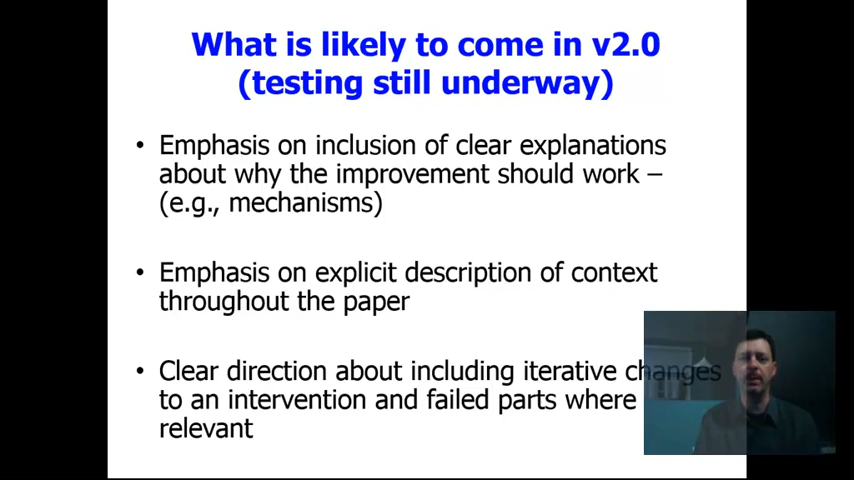 What is likely to come in v2.0
(testing still underway)
• Emphasis on inclusion of clear explanations
about why the improvement should work –
(e.g., mechanisms)
• Emphasis on explicit description of context
throughout the paper
• Clear direction about including iterative changes
to an intervention and failed parts where
relevant